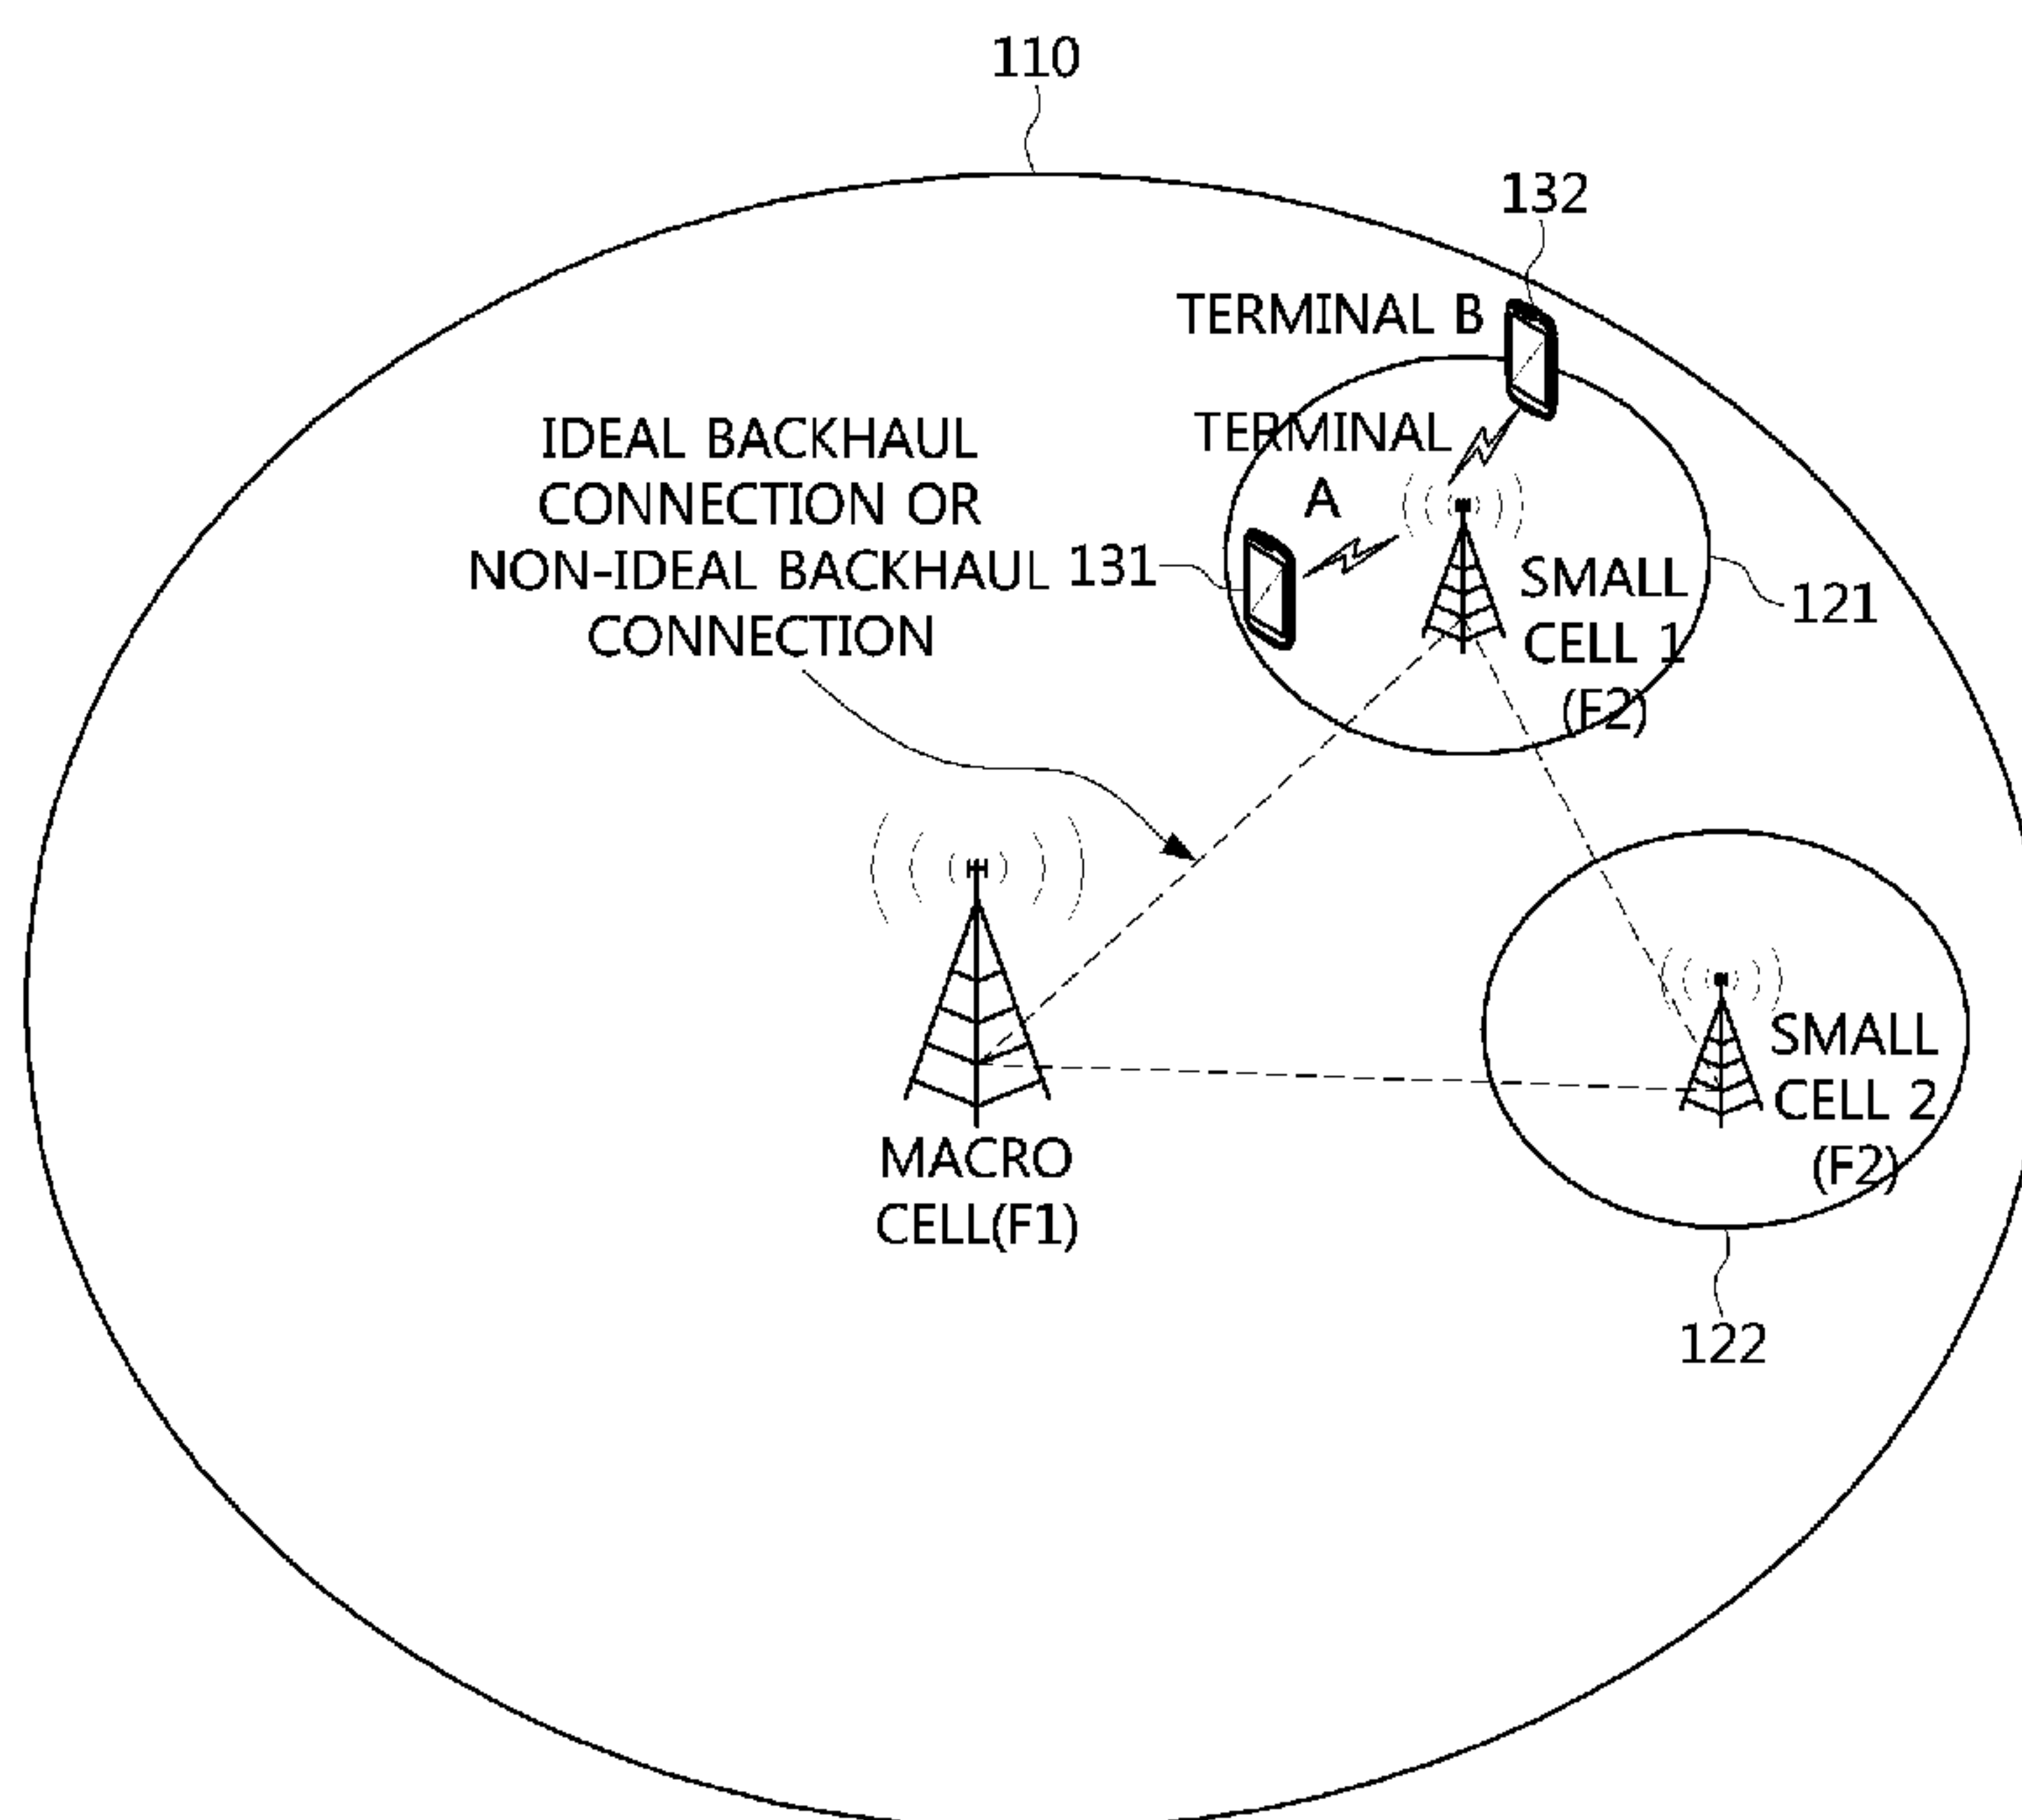 110
132
TERMINAL B
TERMINAL
A
IDEAL BACKHAUL
CONNECTION OR
NON-IDEAL BACKHAUL
CONNECTION
131
SMALL
CELL 1
(F2)
121
MACRO
CELL(F1)
SMALL
CELL 2
(F2)
122